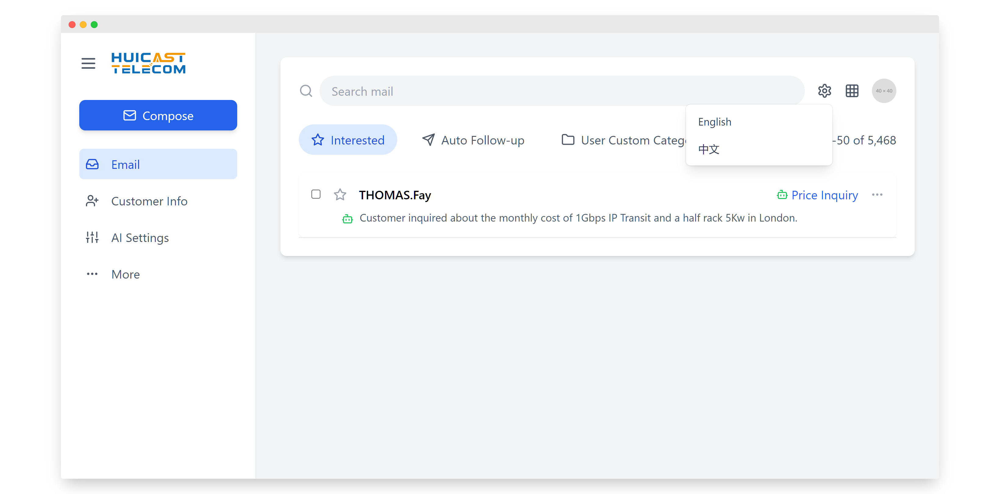 HUICAST
TELECOM
Compose
Email
Customer Info
AI Settings
More
Search mail
40 × 40
English
中文
Interested
Auto Follow-up
User Custom
-50 of 5,468
THOMAS.Fay
Price Inquiry
Customer inquired about the monthly cost of 1Gbps IP Transit and a half rack 5Kw in London.